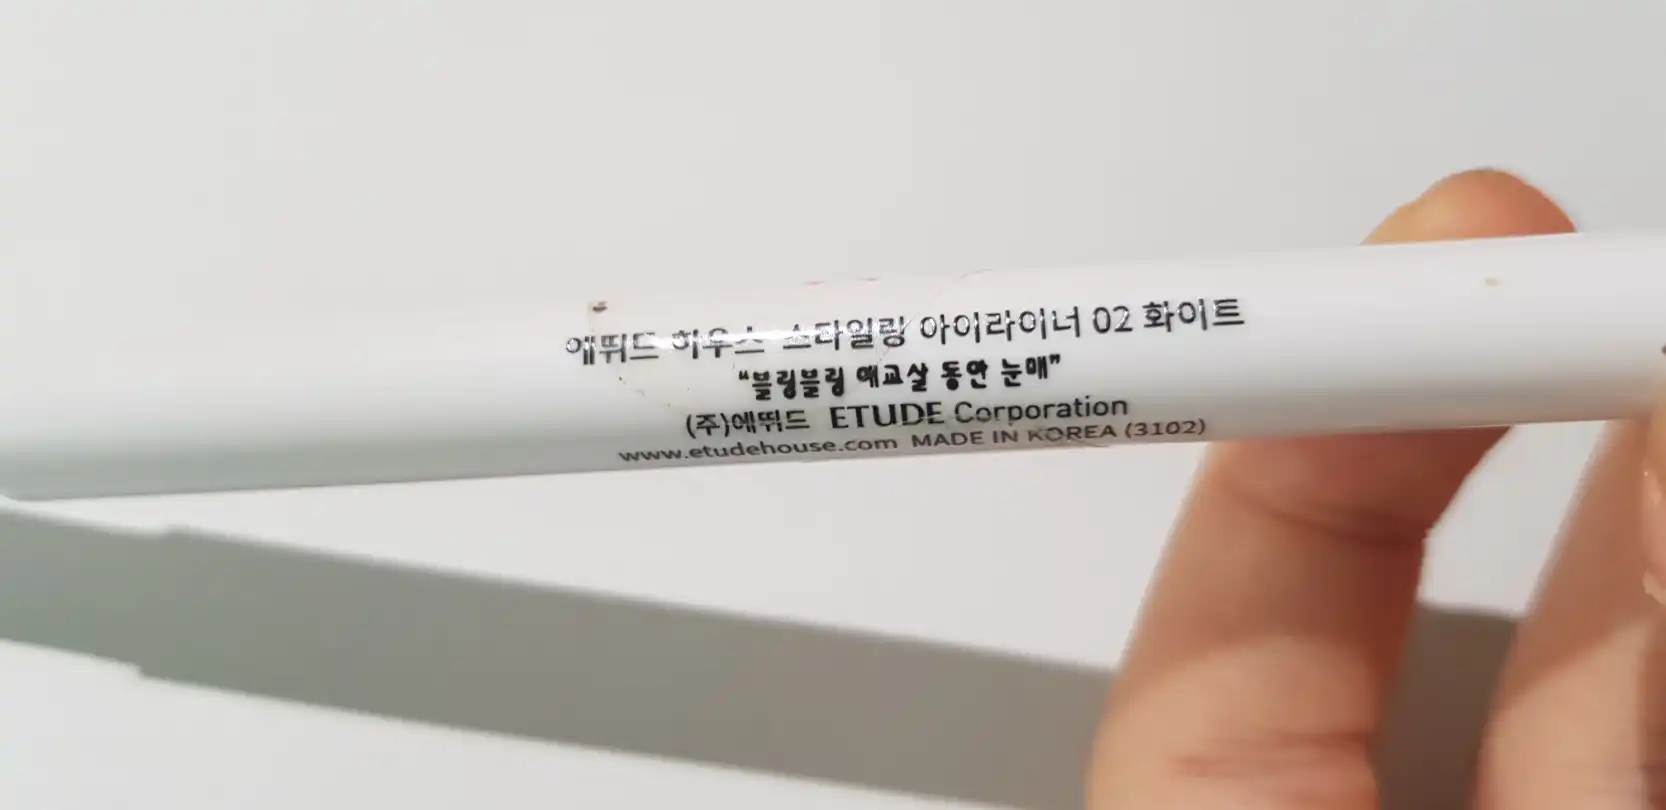 에뛰드 하우스 스타일링 아이라이너 02 화이트
“블링블링 애교살 동안 눈매”
(주)에뛰드 ETUDE Corporation
www.etudehouse.com MADE IN KOREA (3102)